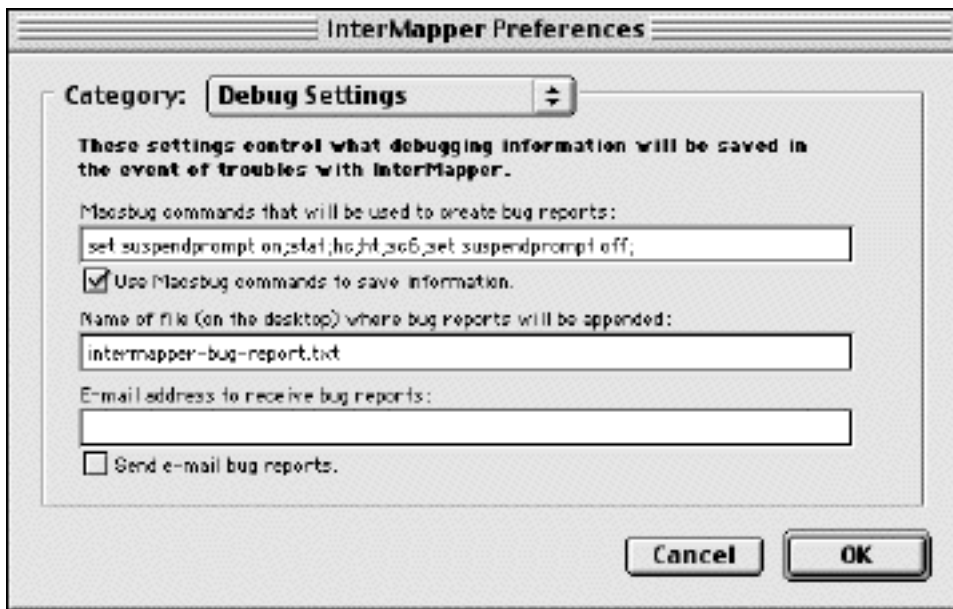 InterMapper Preferences
Category: Debug Settings
These settings control what debugging information will be saved in
the event of troubles with InterMapper.
Macsbug commands that will be used to create bug reports:
set suspendprompt on;stat;hc;ht;sc6;set suspendprompt off;
Use Macsbug commands to save information.
Name of file (on the desktop) where bug reports will be appended:
intermapper-bug-report.txt
E-mail address to receive bug reports:
Send e-mail bug reports.
Cancel OK